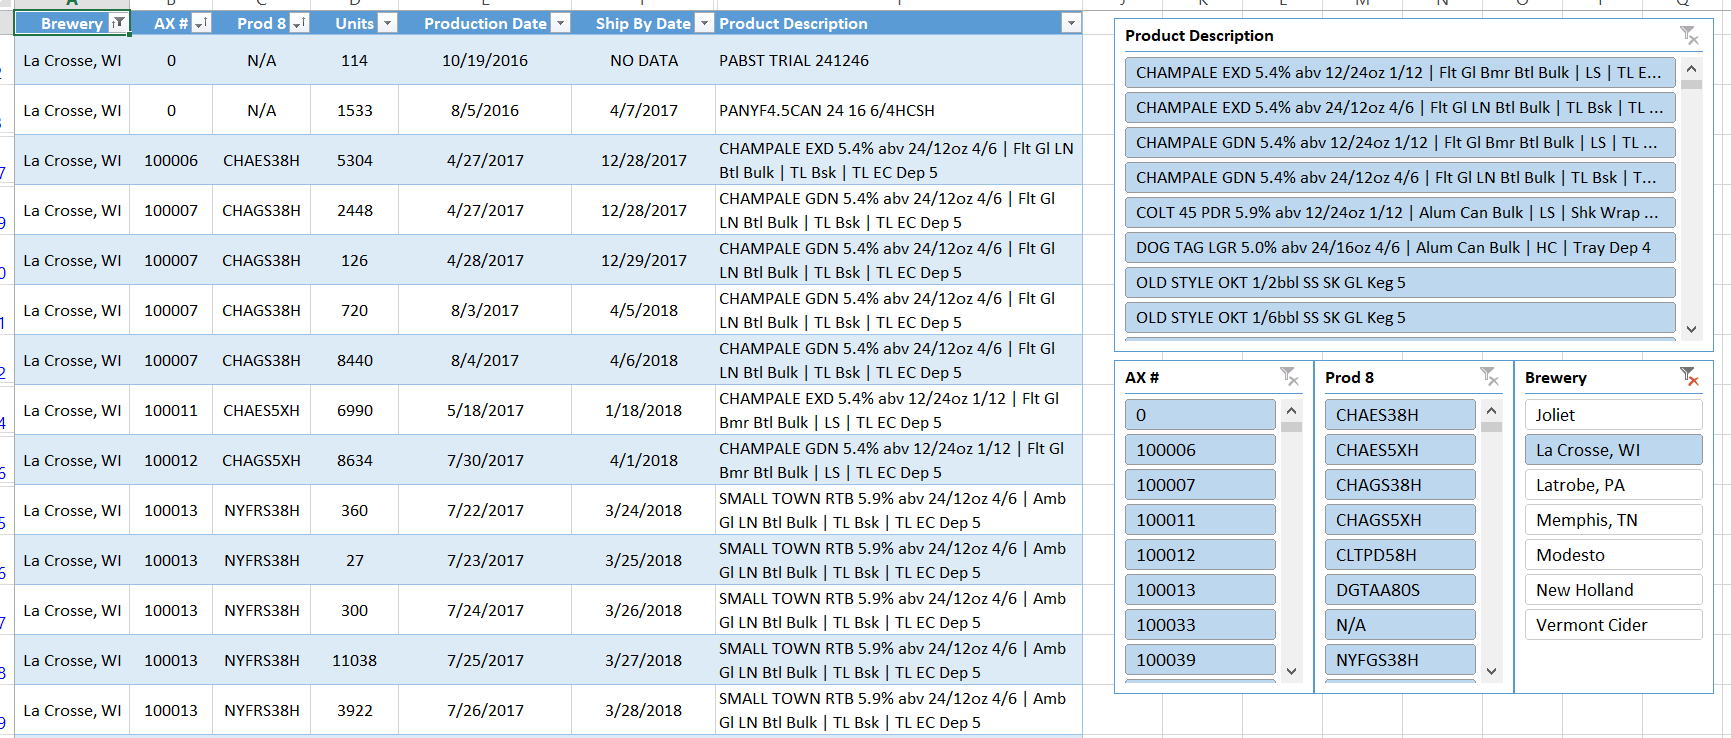 Brewery AX # Prod 8 Units Production Date Ship By Date Product Description
La Crosse, WI 0 N/A 114 10/19/2016 NO DATA PABST TRIAL 241246
La Crosse, WI 0 N/A 1533 8/5/2016 4/7/2017 PANYF4.5CAN 24 16 6/4HCSH
La Crosse, WI 100006 CHAES38H 5304 4/27/2017 12/28/2017 CHAMPALE EXD 5.4% abv 24/12oz 4/6 | Flt Gl LN
Btl Bulk | TL Bsk | TL EC Dep 5
La Crosse, WI 100007 CHAGS38H 2448 4/27/2017 12/28/2017 CHAMPALE GDN 5.4% abv 24/12oz 4/6 | Flt Gl
LN Btl Bulk | TL Bsk | TL EC Dep 5
La Crosse, WI 100007 CHAGS38H 126 4/28/2017 12/29/2017 CHAMPALE GDN 5.4% abv 24/12oz 4/6 | Flt Gl
LN Btl Bulk | TL Bsk | TL EC Dep 5
La Crosse, WI 100007 CHAGS38H 720 8/3/2017 4/5/2018 CHAMPALE GDN 5.4% abv 24/12oz 4/6 | Flt Gl
LN Btl Bulk | TL Bsk | TL EC Dep 5
La Crosse, WI 100007 CHAGS38H 8440 8/4/2017 4/6/2018 CHAMPALE GDN 5.4% abv 24/12oz 4/6 | Flt Gl
LN Btl Bulk | TL Bsk | TL EC Dep 5
La Crosse, WI 100011 CHAES5XH 6990 5/18/2017 1/18/2018 CHAMPALE EXD 5.4% abv 12/24oz 1/12 | Flt Gl
Bmr Btl Bulk | LS | TL EC Dep 5
La Crosse, WI 100012 CHAGS5XH 8634 7/30/2017 4/1/2018 CHAMPALE GDN 5.4% abv 12/24oz 1/12 | Flt Gl
Bmr Btl Bulk | LS | TL EC Dep 5
La Crosse, WI 100013 NYFRS38H 360 7/22/2017 3/24/2018 SMALL TOWN RTB 5.9% abv 24/12oz 4/6 | Amb
Gl LN Btl Bulk | TL Bsk | TL EC Dep 5
La Crosse, WI 100013 NYFRS38H 27 7/23/2017 3/25/2018 SMALL TOWN RTB 5.9% abv 24/12oz 4/6 | Amb
Gl LN Btl Bulk | TL Bsk | TL EC Dep 5
La Crosse, WI 100013 NYFRS38H 300 7/24/2017 3/26/2018 SMALL TOWN RTB 5.9% abv 24/12oz 4/6 | Amb
Gl LN Btl Bulk | TL Bsk | TL EC Dep 5
La Crosse, WI 100013 NYFRS38H 11038 7/25/2017 3/27/2018 SMALL TOWN RTB 5.9% abv 24/12oz 4/6 | Amb
Gl LN Btl Bulk | TL Bsk | TL EC Dep 5
La Crosse, WI 100013 NYFRS38H 3922 7/26/2017 3/28/2018 SMALL TOWN RTB 5.9% abv 24/12oz 4/6 | Amb
Gl LN Btl Bulk | TL Bsk | TL EC Dep 5
Product Description
CHAMPALE EXD 5.4% abv 12/24oz 1/12 | Flt Gl Bmr Btl Bulk | LS | TL E...
CHAMPALE EXD 5.4% abv 24/12oz 4/6 | Flt Gl LN Btl Bulk | TL Bsk | TL ...
CHAMPALE GDN 5.4% abv 12/24oz 1/12 | Flt Gl Bmr Btl Bulk | LS | TL ...
CHAMPALE GDN 5.4% abv 24/12oz 4/6 | Flt Gl LN Btl Bulk | TL Bsk | T...
COLT 45 PDR 5.9% abv 12/24oz 1/12 | Alum Can Bulk | LS | Shk Wrap ...
DOG TAG LGR 5.0% abv 24/16oz 4/6 | Alum Can Bulk | HC | Tray Dep 4
OLD STYLE OKT 1/2bbl SS SK GL Keg 5
OLD STYLE OKT 1/6bbl SS SK GL Keg 5
AX #
0
100006
100007
100011
100012
100013
100033
100039
Prod 8
CHAES38H
CHAES5XH
CHAGS38H
CHAGS5XH
CLTPD58H
DGTAA80S
N/A
NYFGS38H
Brewery
Joliet
La Crosse, WI
Latrobe, PA
Memphis, TN
Modesto
New Holland
Vermont Cider